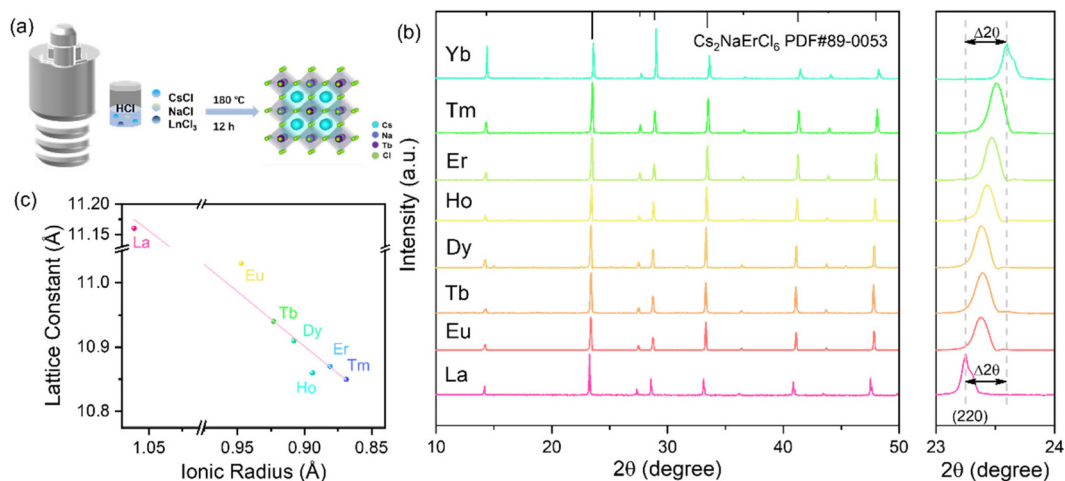 (a)
HCl
CsCl
NaCl
LnCl3
180 ℃
12 h
Cs
Na
Tb
Cl
(b)
Cs2NaErCl6 PDF#89-0053
Yb
Tm
Er
Ho
Dy
Tb
Eu
La
Intensity (a.u.)
10 20 30 40 50
2θ (degree)
Δ2θ
Δ2θ
(220)
23 24
2θ (degree)
(c)
11.20
11.15
11.0
10.9
10.8
Lattice Constant (Å)
La
Eu
Tb
Dy
Er
Ho
Tm
1.05 0.95 0.90 0.85
Ionic Radius (Å)